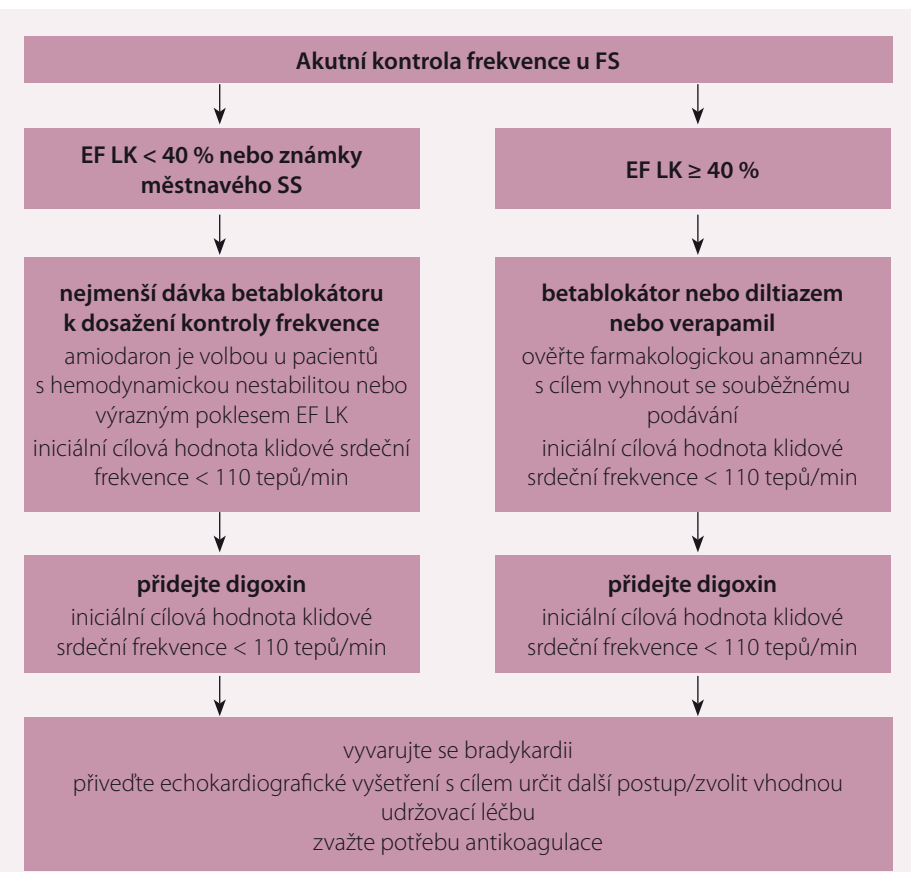 Akutní kontrola frekvence u FS
EF LK < 40 % nebo známky
městnavého SS
EF LK ≥ 40 %
nejmenší dávka betablokátoru
k dosažení kontroly frekvence
amiodaron je volbou u pacientů
s hemodynamickou nestabilitou nebo
výrazným poklesem EF LK
iniciální cílová hodnota klidové srdeční
frekvence < 110 tepů/min
betablokátor nebo diltiazem
nebo verapamil
ověřte farmakologickou anamnézu
s cílem vyhnout se souběžnému
podávání
iniciální cílová hodnota klidové
srdeční frekvence < 110 tepů/min
přidejte digoxin
iniciální cílová hodnota klidové
srdeční frekvence < 110 tepů/min
přidejte digoxin
iniciální cílová hodnota klidové
srdeční frekvence < 110 tepů/min
vyvarujte se bradykardii
přiveďte echokardiografické vyšetření s cílem určit další postup/zvolit vhodnou
udržovací léčbu
zvažte potřebu antikoagulace